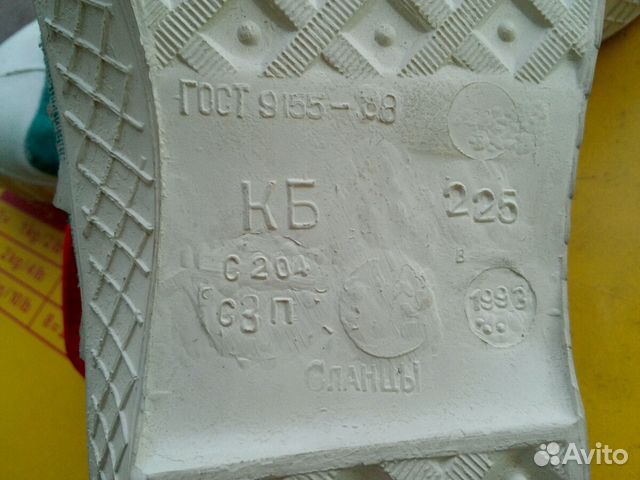 ГОСТ 9155-88
КБ 225
С 204
В
СЗП
1993
Сланцы
Avito